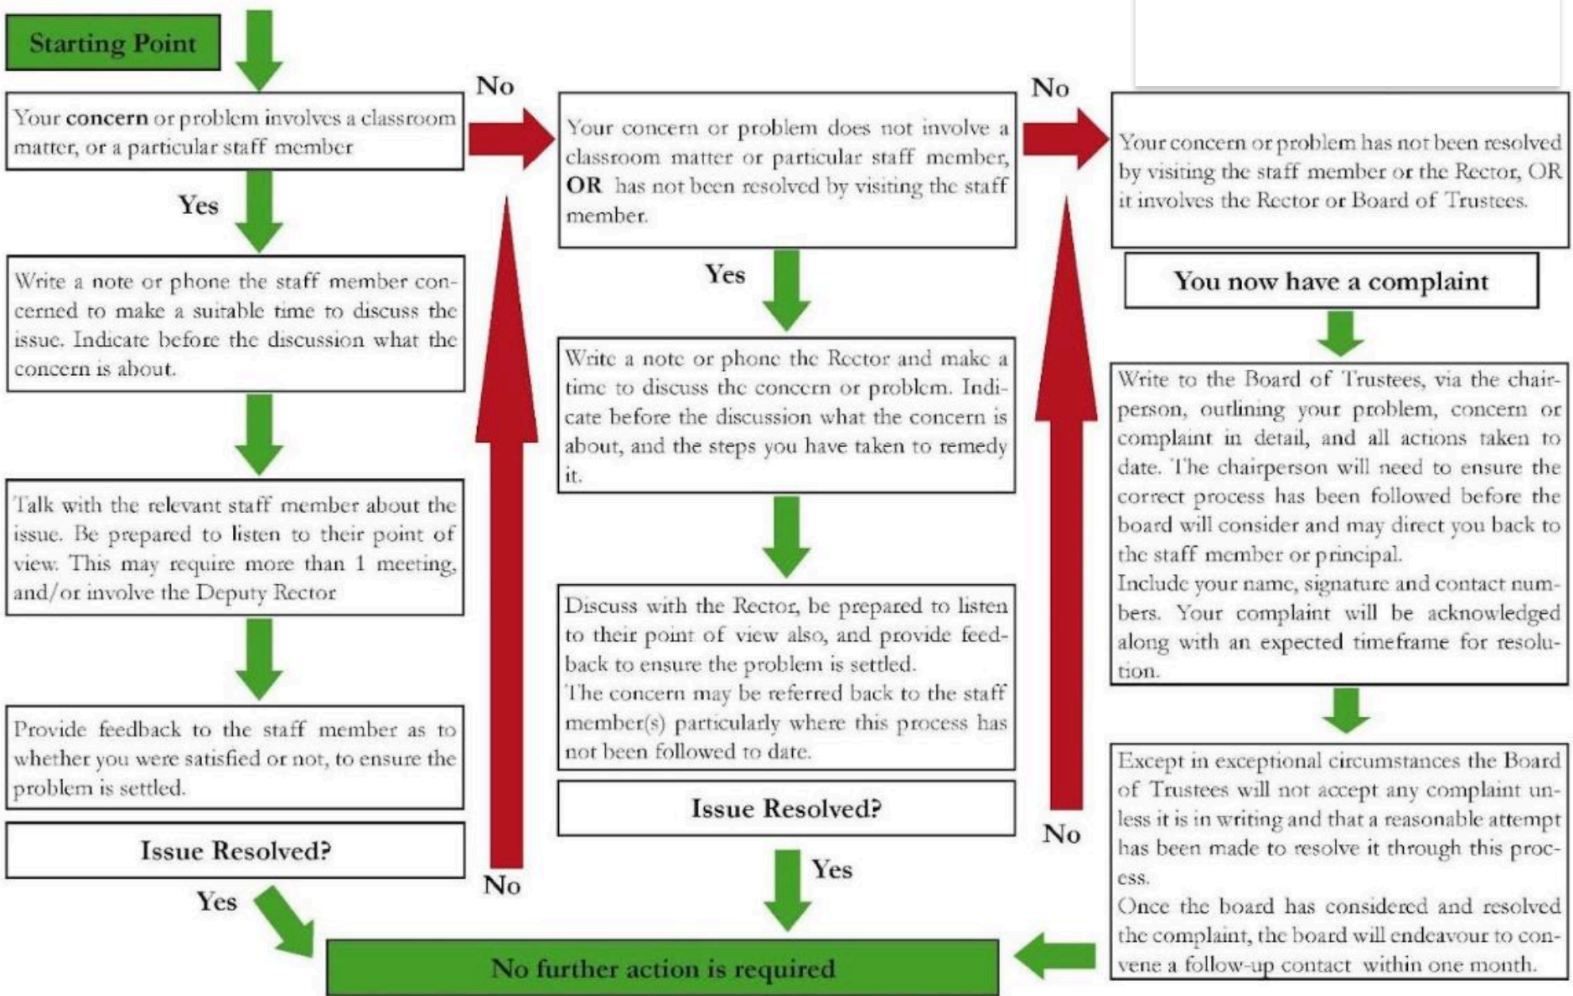 Starting Point
Your concern or problem involves a classroom
matter, or a particular staff member
Yes
Write a note or phone the staff member con-
cerned to make a suitable time to discuss the
issue. Indicate before the discussion what the
concern is about.
Talk with the relevant staff member about the
issue. Be prepared to listen to their point of
view. This may require more than 1 meeting,
and/or involve the Deputy Rector
Provide feedback to the staff member as to
whether you were satisfied or not, to ensure the
problem is settled.
Issue Resolved?
Yes
No
No
Your concern or problem does not involve a
classroom matter or particular staff member,
OR has not been resolved by visiting the staff
member.
Yes
Write a note or phone the Rector and make a
time to discuss the concern or problem. Indi-
cate before the discussion what the concern is
about, and the steps you have taken to remedy
it.
Discuss with the Rector, be prepared to listen
to their point of view also, and provide feed-
back to ensure the problem is settled.
The concern may be referred back to the staff
member(s) particularly where this process has
not been followed to date.
Issue Resolved?
Yes
No
No
Your concern or problem has not been resolved
by visiting the staff member or the Rector, OR
it involves the Rector or Board of Trustees.
You now have a complaint
Write to the Board of Trustees, via the chair-
person, outlining your problem, concern or
complaint in detail, and all actions taken to
date. The chairperson will need to ensure the
correct process has been followed before the
board will consider and may direct you back to
the staff member or principal.
Include your name, signature and contact num-
bers. Your complaint will be acknowledged
along with an expected timeframe for resolu-
tion.
Except in exceptional circumstances the Board
of Trustees will not accept any complaint un-
less it is in writing and that a reasonable attempt
has been made to resolve it through this proc-
ess.
Once the board has considered and resolved
the complaint, the board will endeavour to con-
vene a follow-up contact within one month.
No further action is required